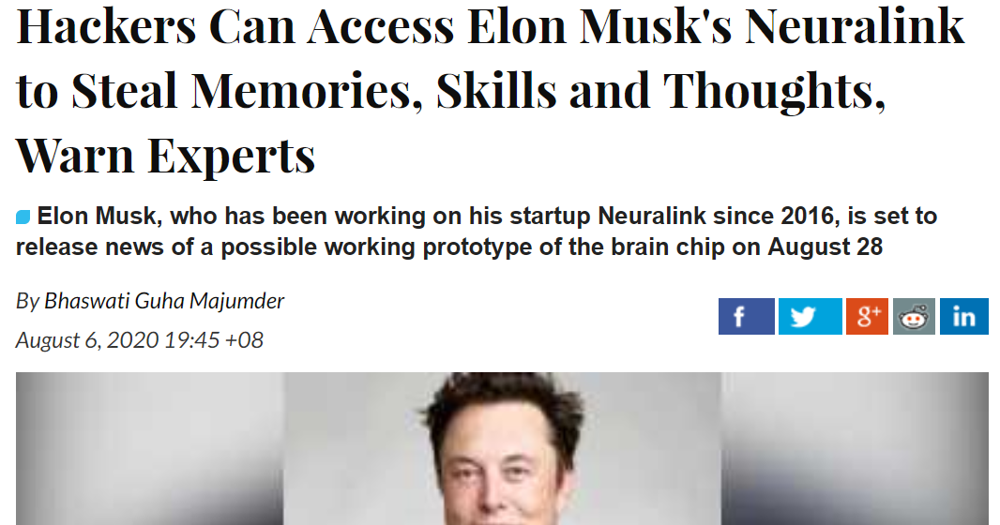 Hackers Can Access Elon Musk's Neuralink
to Steal Memories, Skills and Thoughts,
Warn Experts
Elon Musk, who has been working on his startup Neuralink since 2016, is set to
release news of a possible working prototype of the brain chip on August 28
By Bhaswati Guha Majumder
August 6, 2020 19:45 +08
f g+ in